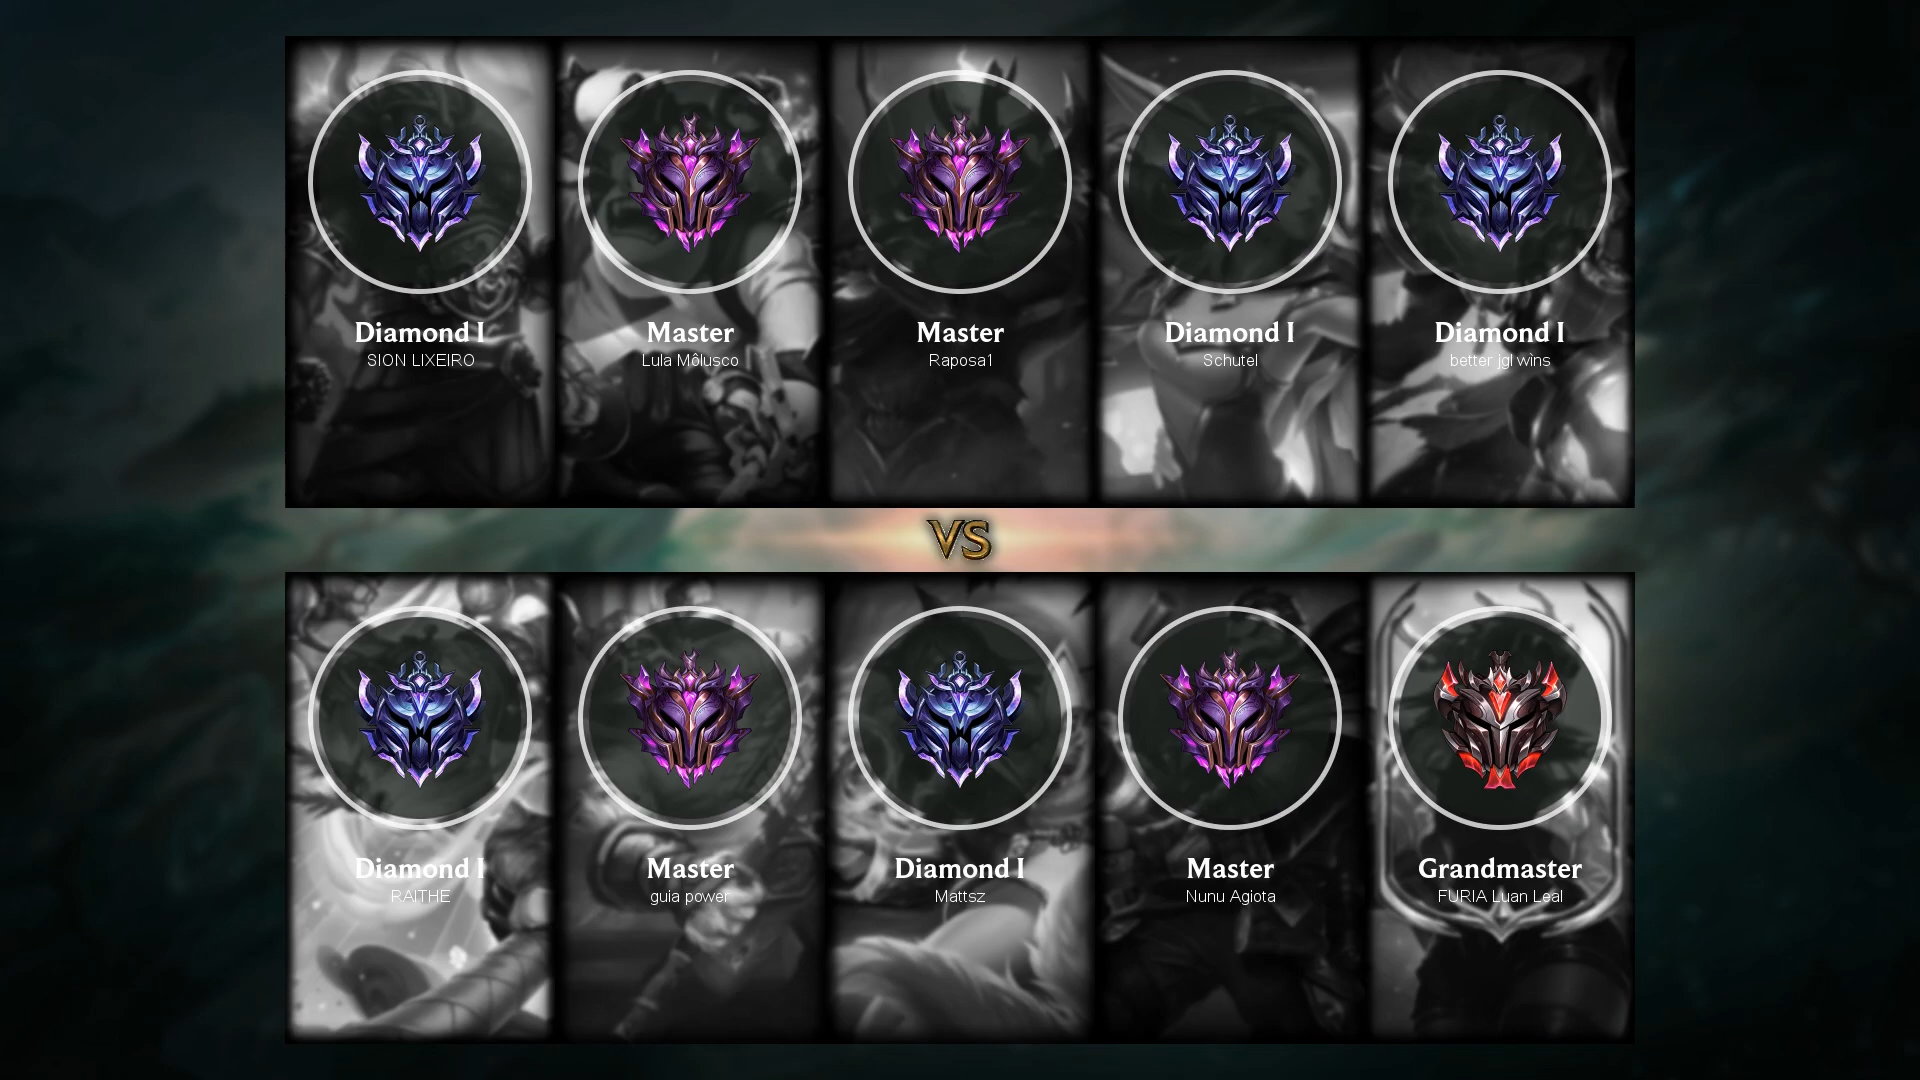 Diamond I
SION LIXEIRO
Master
Lula Môlusco
Master
Raposa1
Diamond I
Schutel
Diamond I
better jgl wins
VS
Diamond I
RAITHE
Master
guia power
Diamond I
Mattsz
Master
Nunu Agiota
Grandmaster
FURIA Luan Leal